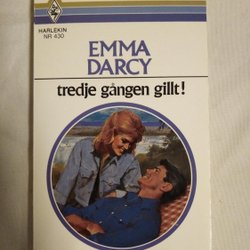 HARLEKIN
NR 430
EMMA
DARCY
tredje gången gillt!